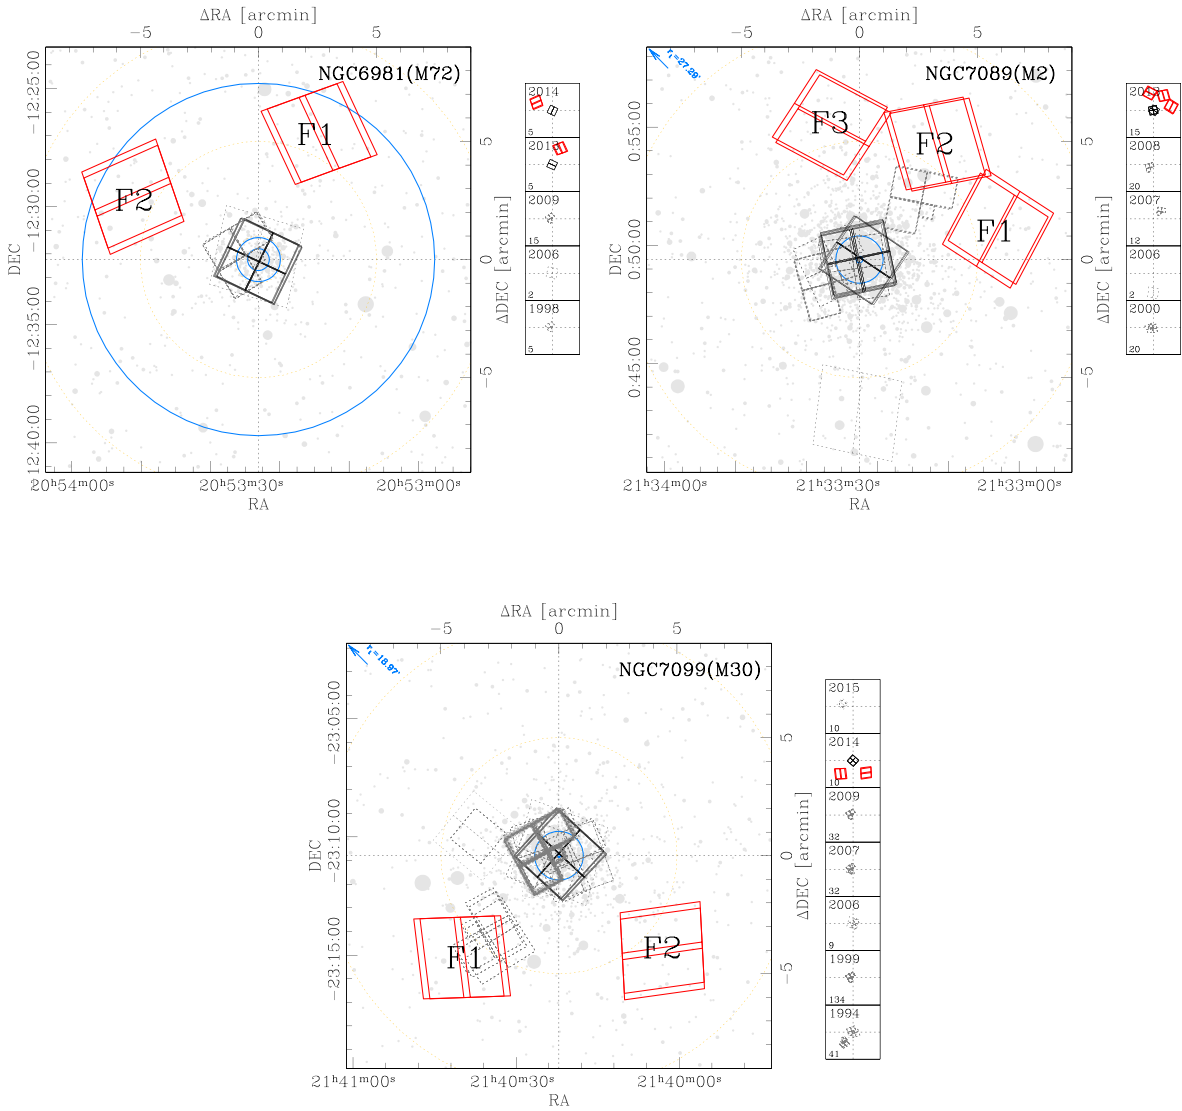 ΔRA [arcmin]
−5 0 5
NGC6981(M72)
F1
F2
−12:25:00
−12:30:00
−12:35:00
−12:40:00
DEC
5
0
−5
ΔDEC [arcmin]
20ʰ54ᵐ00ˢ 20ʰ53ᵐ30ˢ 20ʰ53ᵐ00ˢ
RA
2014
5
5
2009
15
2006
2
1998
5
ΔRA [arcmin]
−5 0 5
rₜ=27.29'
NGC7089(M2)
F3
F2
F1
0:55:00
0:50:00
0:45:00
DEC
5
0
−5
ΔDEC [arcmin]
21ʰ34ᵐ00ˢ 21ʰ33ᵐ30ˢ 21ʰ33ᵐ00ˢ
RA
15
2008
20
2007
12
2006
2
2000
20
ΔRA [arcmin]
−5 0 5
rₜ=18.97'
NGC7099(M30)
F1
F2
−23:05:00
−23:10:00
−23:15:00
DEC
5
0
−5
ΔDEC [arcmin]
21ʰ41ᵐ00ˢ 21ʰ40ᵐ30ˢ 21ʰ40ᵐ00ˢ
RA
2015
10
2014
10
2009
32
2007
32
2006
9
1999
134
1994
41